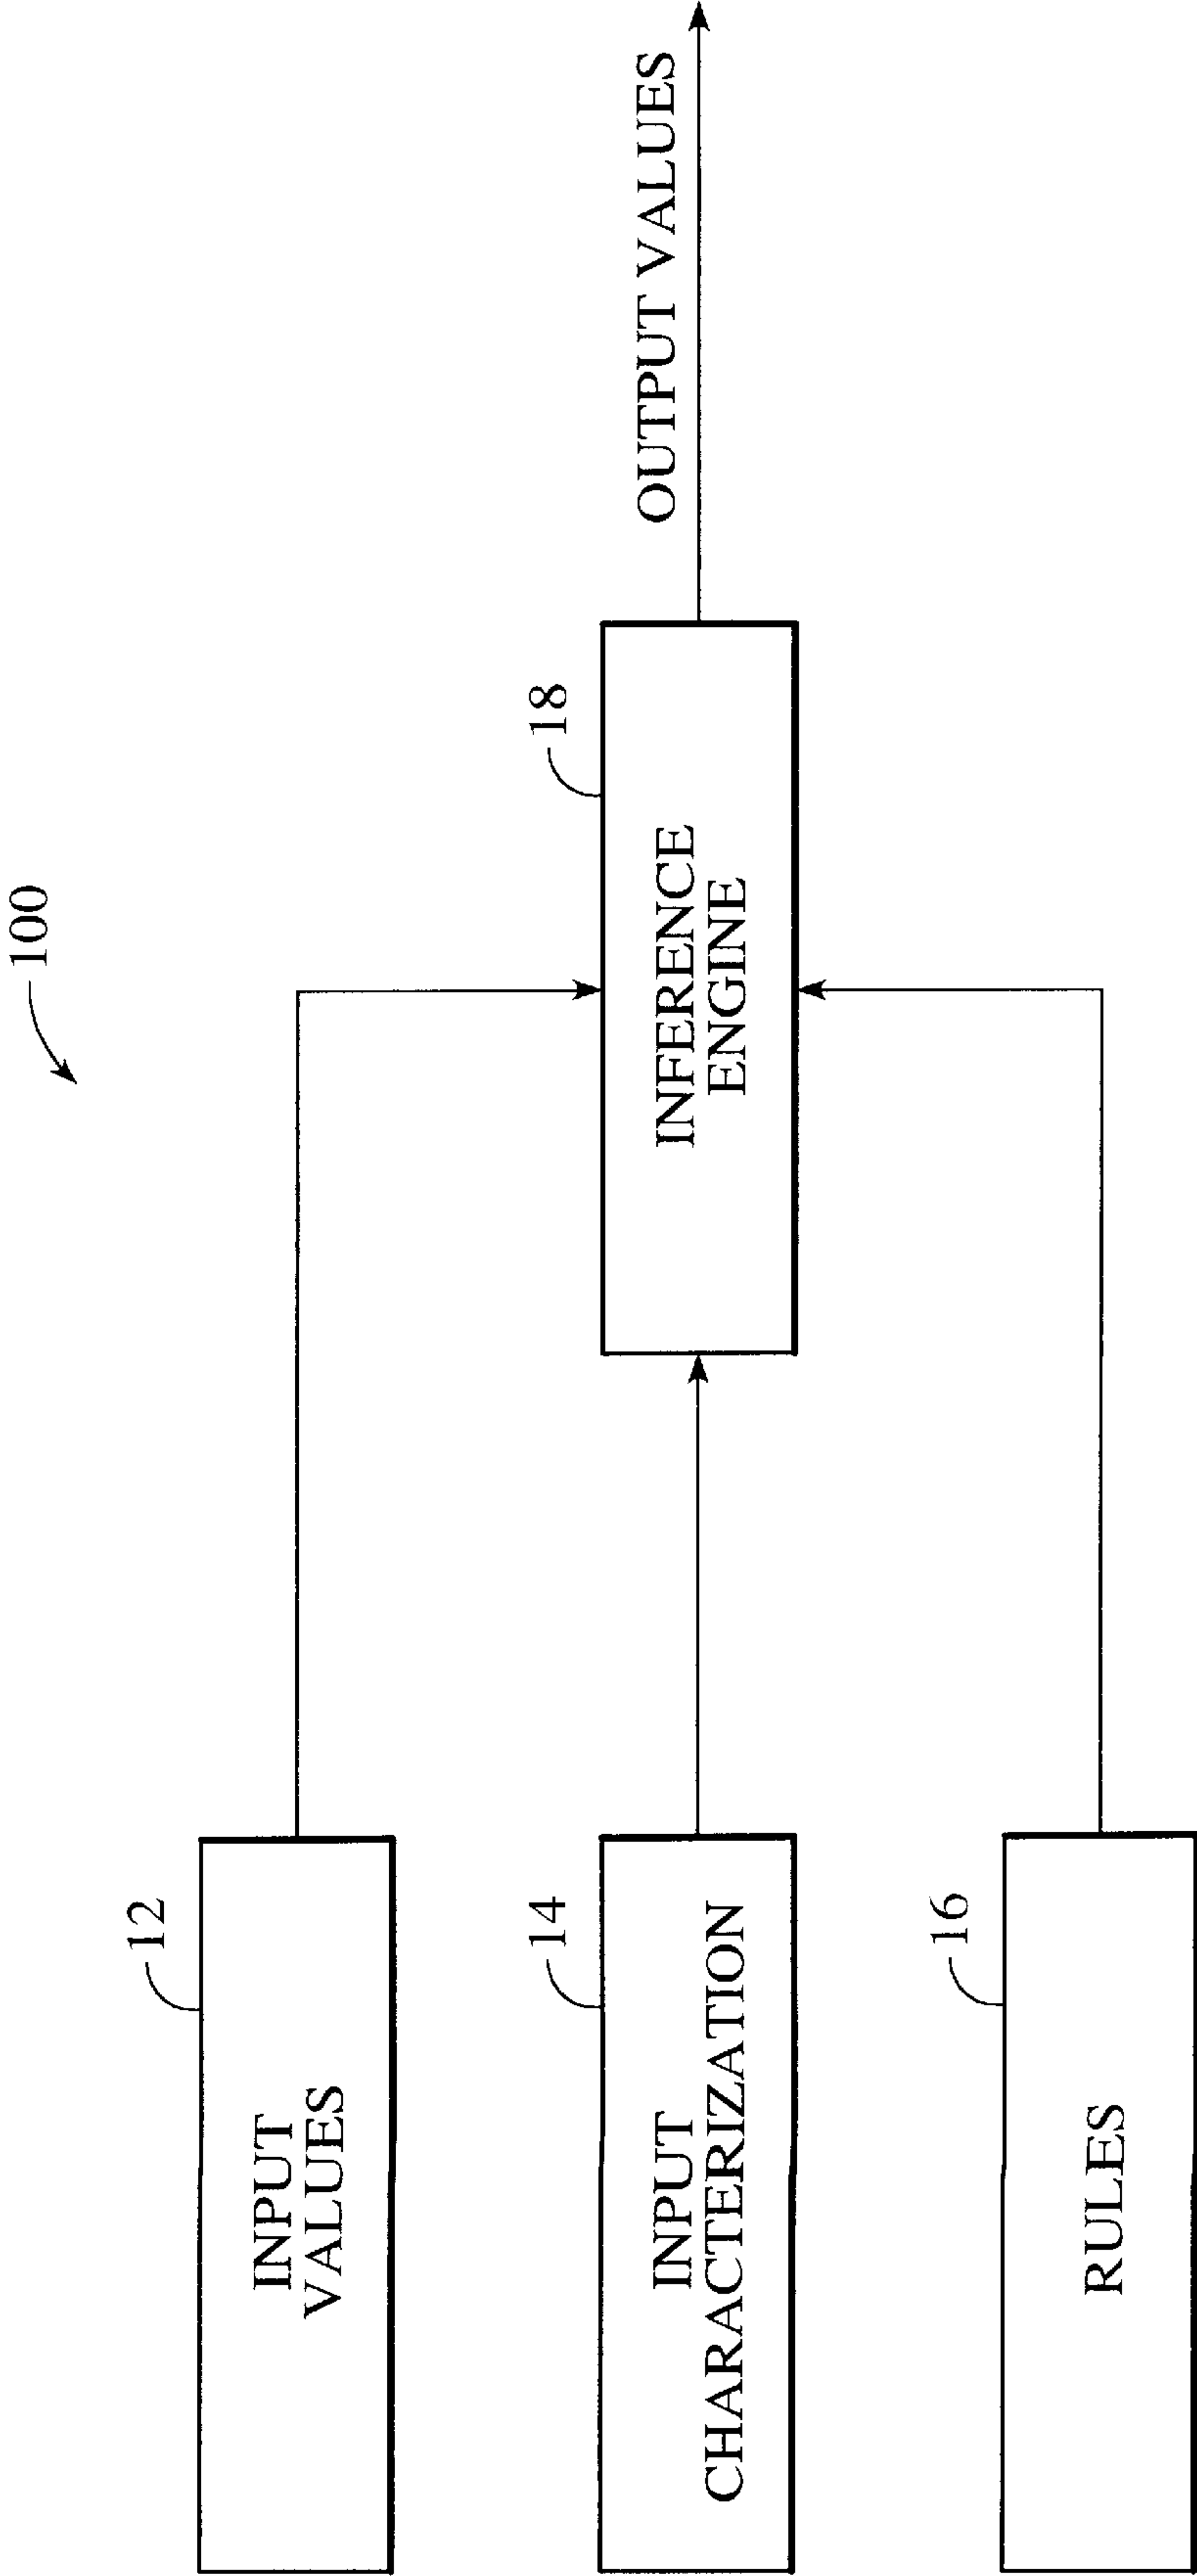 100
12
INPUT
VALUES
14
INPUT
CHARACTERIZATION
16
RULES
18
INFERENCE
ENGINE
OUTPUT VALUES